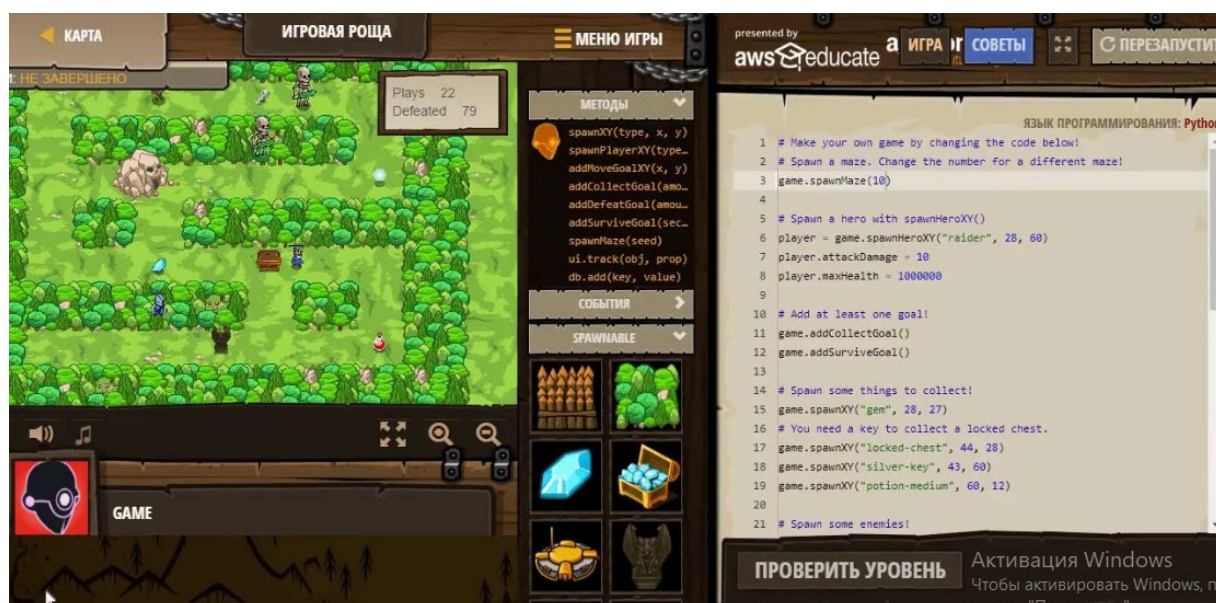 КАРТА
ИГРОВАЯ РОЩА
МЕНЮ ИГРЫ
НЕ ЗАВЕРШЕНО
Plays 22
Defeated 79
МЕТОДЫ
spawnXY(type, x, y)
spawnPlayerXY(type…
addMoveGoalXY(x, y)
addCollectGoal(amo…
addDefeatGoal(amou…
addSurviveGoal(sec…
spawnMaze(seed)
ui.track(obj, prop)
db.add(key, value)
СОБЫТИЯ
SPAWNABLE
GAME
presented by
aws educate
ИГРА
СОВЕТЫ
ПЕРЕЗАПУСТИТ
ЯЗЫК ПРОГРАММИРОВАНИЯ: Pytho
1 # Make your own game by changing the code below!
2 # Spawn a maze. Change the number for a different maze!
3 game.spawnMaze(10)
4
5 # Spawn a hero with spawnHeroXY()
6 player = game.spawnHeroXY("raider", 28, 60)
7 player.attackDamage = 10
8 player.maxHealth = 1000000
9
10 # Add at least one goal!
11 game.addCollectGoal()
12 game.addSurviveGoal()
13
14 # Spawn some things to collect!
15 game.spawnXY("gem", 28, 27)
16 # You need a key to collect a locked chest.
17 game.spawnXY("locked-chest", 44, 28)
18 game.spawnXY("silver-key", 43, 60)
19 game.spawnXY("potion-medium", 60, 12)
20
21 # Spawn some enemies!
ПРОВЕРИТЬ УРОВЕНЬ
Активация Windows
Чтобы активировать Windows, п